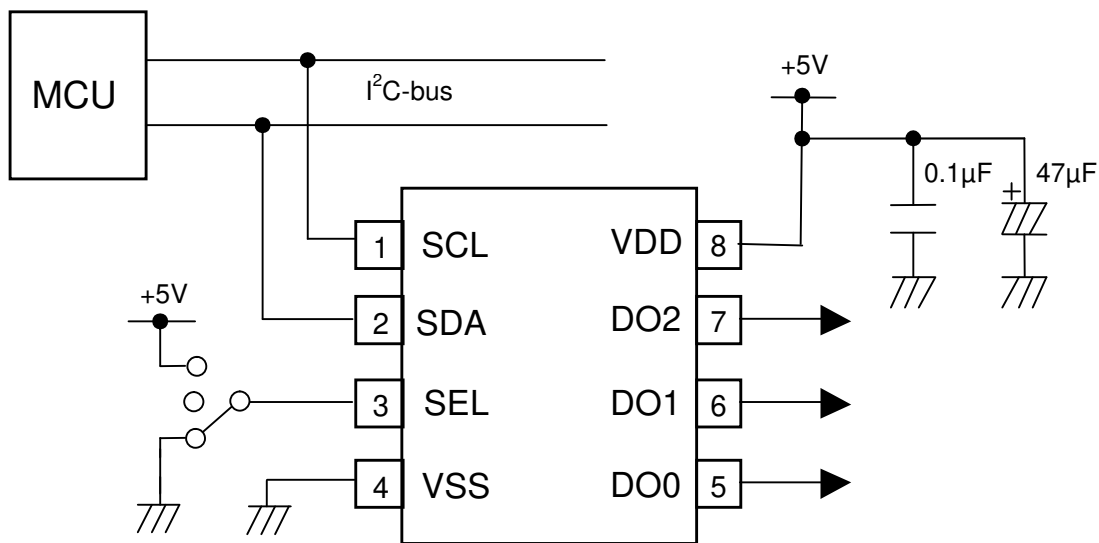 MCU
I²C-bus
+5V
0.1µF
+
47µF
1 SCL
VDD 8
+5V
2 SDA
DO2 7
3 SEL
DO1 6
4 VSS
DO0 5